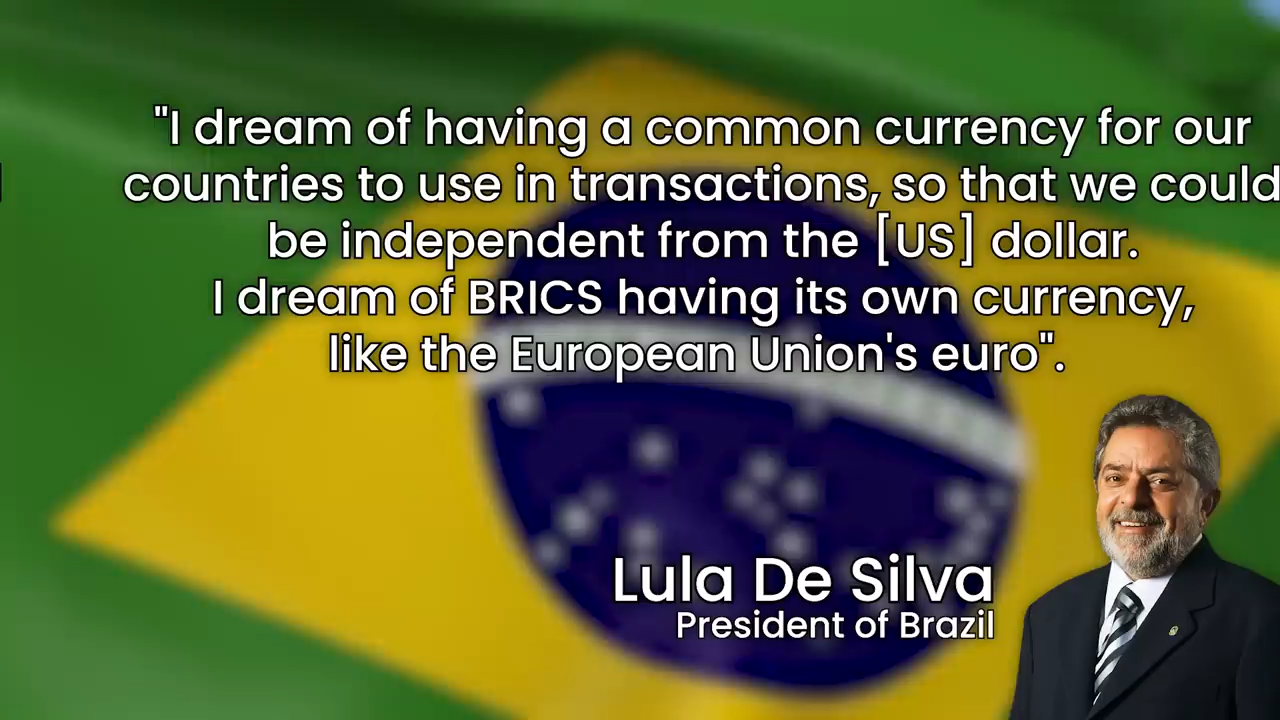 "I dream of having a common currency for our
countries to use in transactions, so that we could
be independent from the [US] dollar.
I dream of BRICS having its own currency,
like the European Union's euro".
Lula De Silva
President of Brazil